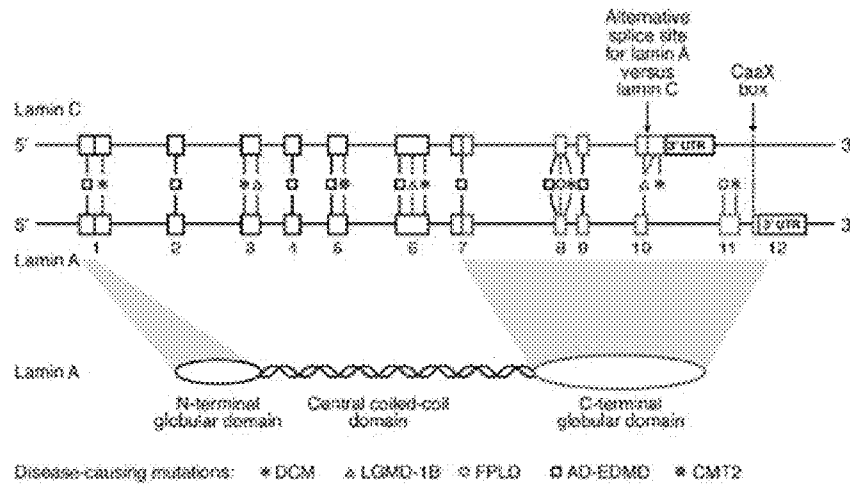 Alternative
splice site
for lamin A
versus
lamin C
CaaX
box
Lamin C
5′ 3′
3′ UTR
5′ 3′
3′ UTR
1 2 3 4 5 6 7 8 9 10 11 12
Lamin A
Lamin A
N-terminal
globular domain
Central coiled-coil
domain
C-terminal
globular domain
Disease-causing mutations: * DCM △ LGMD-1B ○ FPLD □ AD-EDMD * CMT2